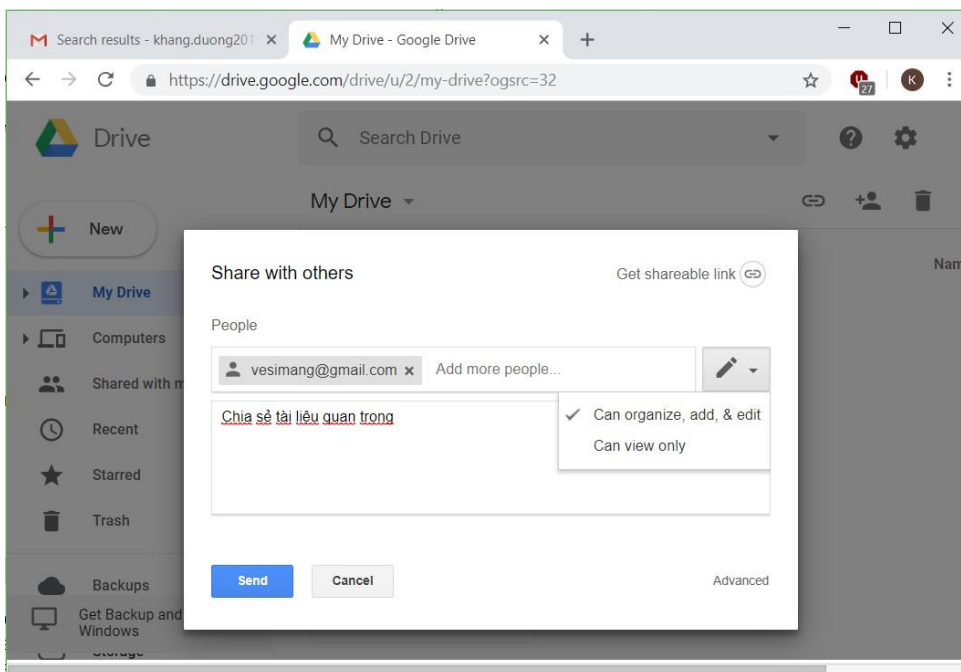 Search results - khang.duong201
My Drive - Google Drive
https://drive.google.com/drive/u/2/my-drive?ogsrc=32
27
K
Drive
Search Drive
My Drive
New
Nam
My Drive
Computers
Shared with m
Recent
Starred
Trash
Backups
Get Backup and
Windows
Storage
Share with others
Get shareable link
People
vesimang@gmail.com
Add more people...
Chia sẻ tài liệu quan trong
Can organize, add, & edit
Can view only
Send
Cancel
Advanced